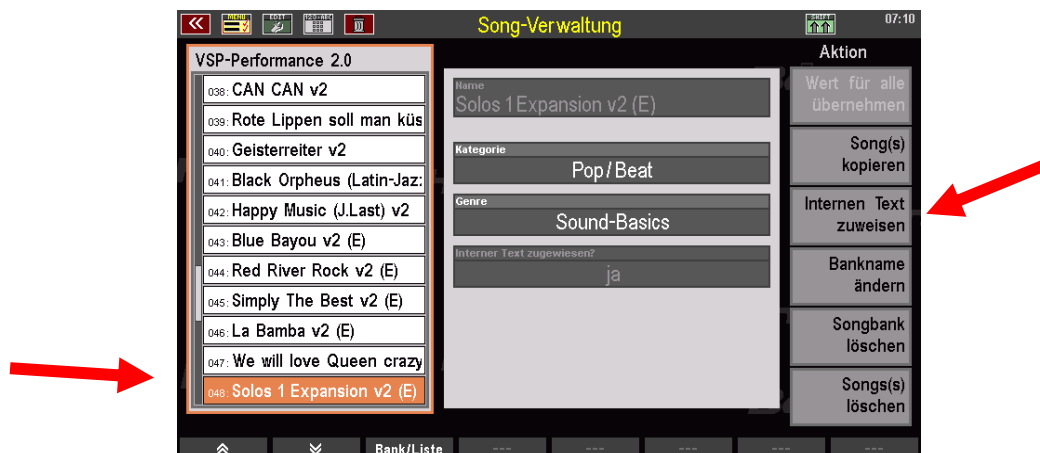 MENU
EDIT
SHIFT
Song-Verwaltung
07:10
VSP-Performance 2.0
038: CAN CAN v2
039: Rote Lippen soll man küs
040: Geisterreiter v2
041: Black Orpheus (Latin-Jaz:
042: Happy Music (J.Last) v2
043: Blue Bayou v2 (E)
044: Red River Rock v2 (E)
045: Simply The Best v2 (E)
046: La Bamba v2 (E)
047: We will love Queen crazy
048: Solos 1 Expansion v2 (E)
Name
Solos 1 Expansion v2 (E)
Kategorie
Pop/Beat
Genre
Sound-Basics
Interner Text zugewiesen?
ja
Aktion
Wert für alle
übernehmen
Song(s)
kopieren
Internen Text
zuweisen
Bankname
ändern
Songbank
löschen
Songs(s)
löschen
Bank/Liste
---
---
---
---
---